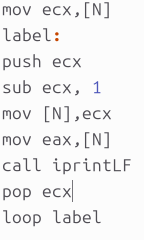 mov ecx,[N]
label:
push ecx
sub ecx, 1
mov [N],ecx
mov eax,[N]
call iprintLF
pop ecx
loop label